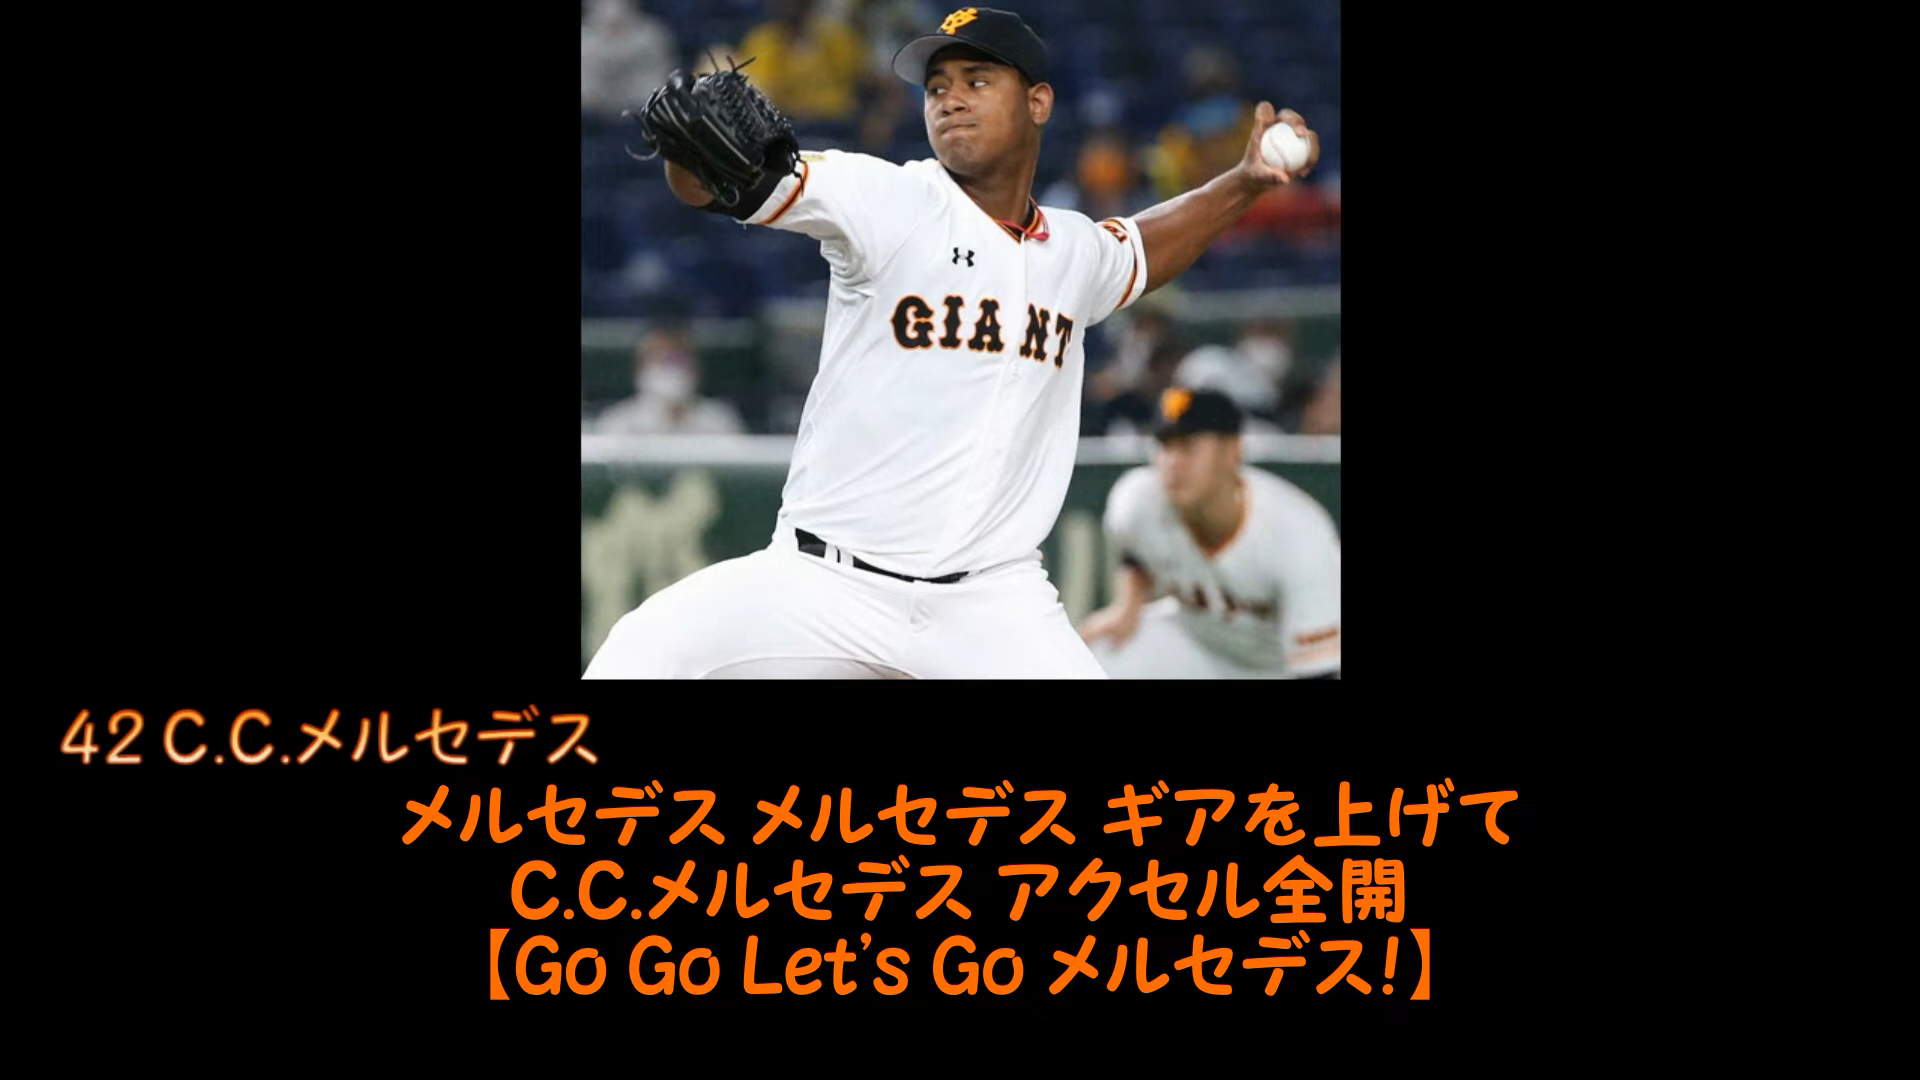 GIANT
42 C.C.メルセデス
メルセデス メルセデス ギアを上げて
C.C.メルセデス アクセル全開
【Go Go Let's Go メルセデス!】